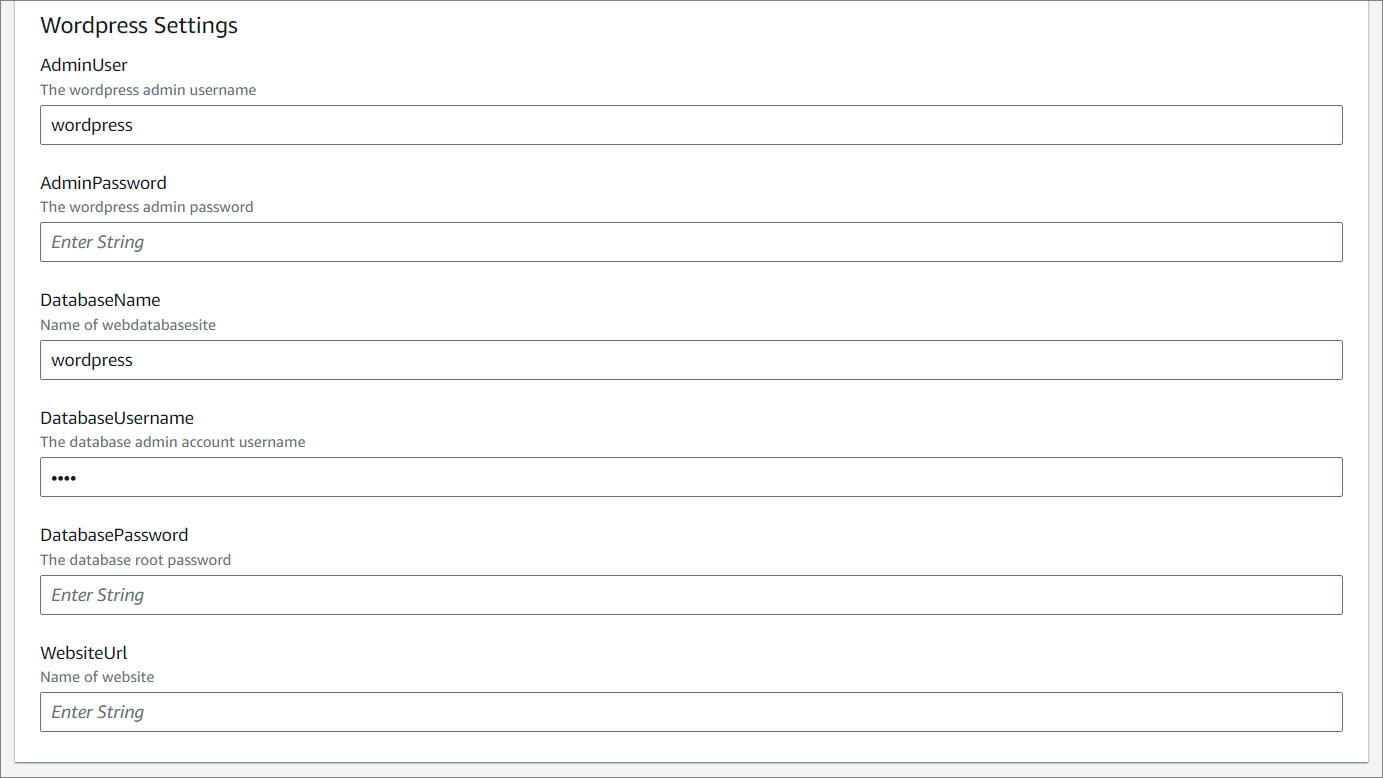 Wordpress Settings
AdminUser
The wordpress admin username
wordpress
AdminPassword
The wordpress admin password
Enter String
DatabaseName
Name of webdatabasesite
wordpress
DatabaseUsername
The database admin account username
••••
DatabasePassword
The database root password
Enter String
WebsiteUrl
Name of website
Enter String